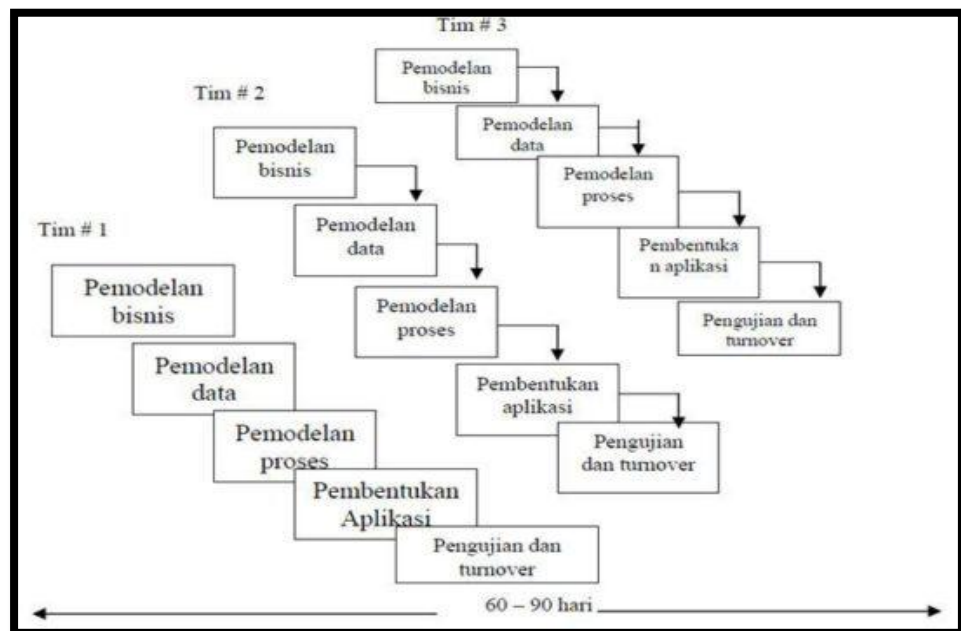 Tim # 3
Pemodelan
bisnis
Pemodelan
data
Pemodelan
proses
Pembentuka
n aplikasi
Pengujian dan
turnover
Tim # 2
Pemodelan
bisnis
Pemodelan
data
Pemodelan
proses
Pembentukan
aplikasi
Pengujian
dan turnover
Tim # 1
Pemodelan
bisnis
Pemodelan
data
Pemodelan
proses
Pembentukan
Aplikasi
Pengujian dan
turnover
60 – 90 hari